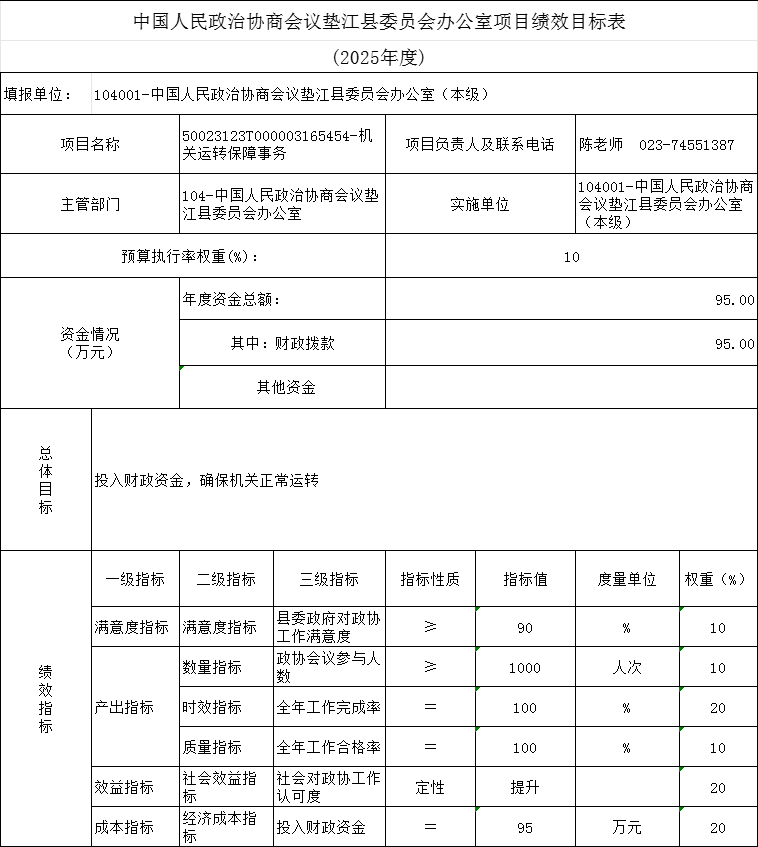 中国人民政治协商会议垫江县委员会办公室项目绩效目标表
(2025年度)
填报单位： 104001-中国人民政治协商会议垫江县委员会办公室（本级）
项目名称 50023123T000003165454-机关运转保障事务 项目负责人及联系电话 陈老师 023-74551387
主管部门 104-中国人民政治协商会议垫江县委员会办公室 实施单位 104001-中国人民政治协商会议垫江县委员会办公室（本级）
预算执行率权重(%)： 10
资金情况（万元） 年度资金总额： 95.00
其中：财政拨款 95.00
其他资金
总体目标 投入财政资金，确保机关正常运转
绩效指标 一级指标 二级指标 三级指标 指标性质 指标值 度量单位 权重（%）
满意度指标 满意度指标 县委政府对政协工作满意度 ≥ 90 % 10
产出指标 数量指标 政协会议参与人数 ≥ 1000 人次 10
时效指标 全年工作完成率 ＝ 100 % 20
质量指标 全年工作合格率 ＝ 100 % 10
效益指标 社会效益指标 社会对政协工作认可度 定性 提升 20
成本指标 经济成本指标 投入财政资金 ＝ 95 万元 20